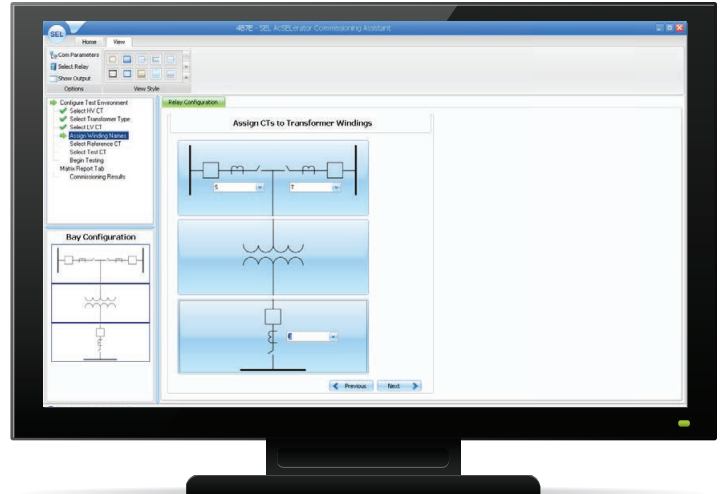 SEL
487E - SEL AcSELerator Commissioning Assistant
Home View
Com Parameters
Select Relay
Show Output
Options View Style
Configure Test Environment
Select HV CT
Select Transformer Type
Select LV CT
Assign Winding Names
Select Reference CT
Select Test CT
Begin Testing
Matrix Report Tab
Commissioning Results
Relay Configuration
Assign CTs to Transformer Windings
S T
Bay Configuration
Previous Next